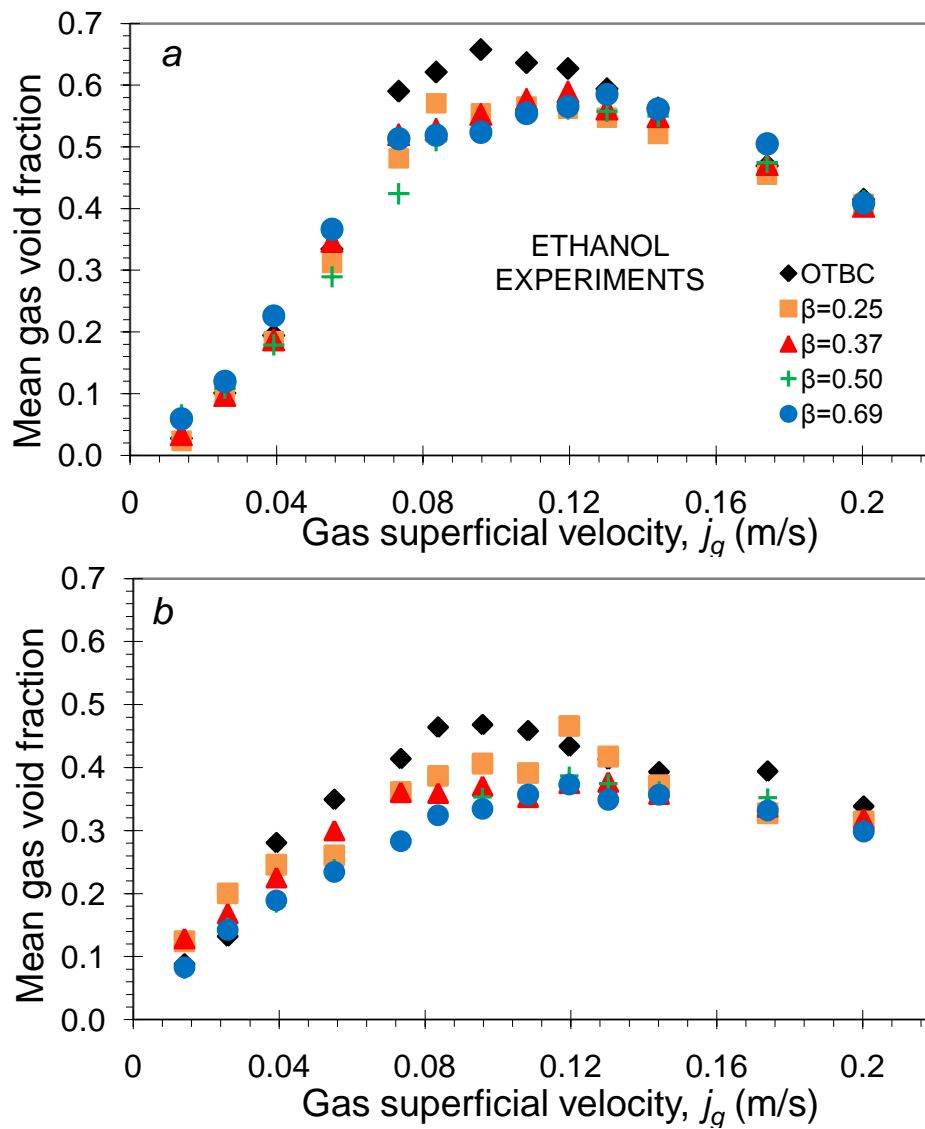 a
0.7
0.6
0.5
0.4
0.3
0.2
0.1
0.0
Mean gas void fraction
ETHANOL
EXPERIMENTS
OTBC
β=0.25
β=0.37
β=0.50
β=0.69
0 0.04 0.08 0.12 0.16 0.2
Gas superficial velocity, jg (m/s)
b
0.7
0.6
0.5
0.4
0.3
0.2
0.1
0.0
Mean gas void fraction
0 0.04 0.08 0.12 0.16 0.2
Gas superficial velocity, jg (m/s)